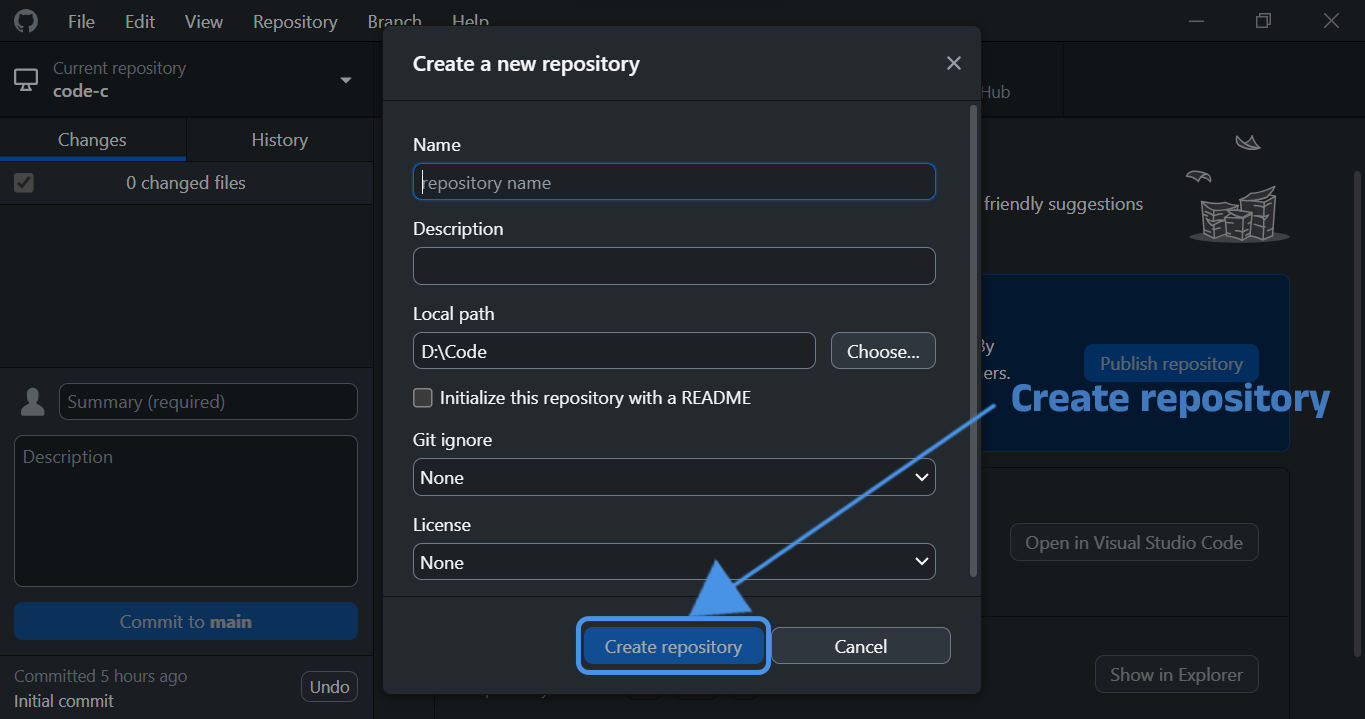 File Edit View Repository Branch Help
Current repository
code-c
Changes History
0 changed files
Summary (required)
Description
Commit to main
Committed 5 hours ago
Initial commit
Undo
Create a new repository
Name
repository name
Description
Local path
D:\Code
Choose...
Initialize this repository with a README
Git ignore
None
License
None
Create repository
Cancel
Hub
friendly suggestions
By
ers.
Publish repository
Create repository
Open in Visual Studio Code
Show in Explorer